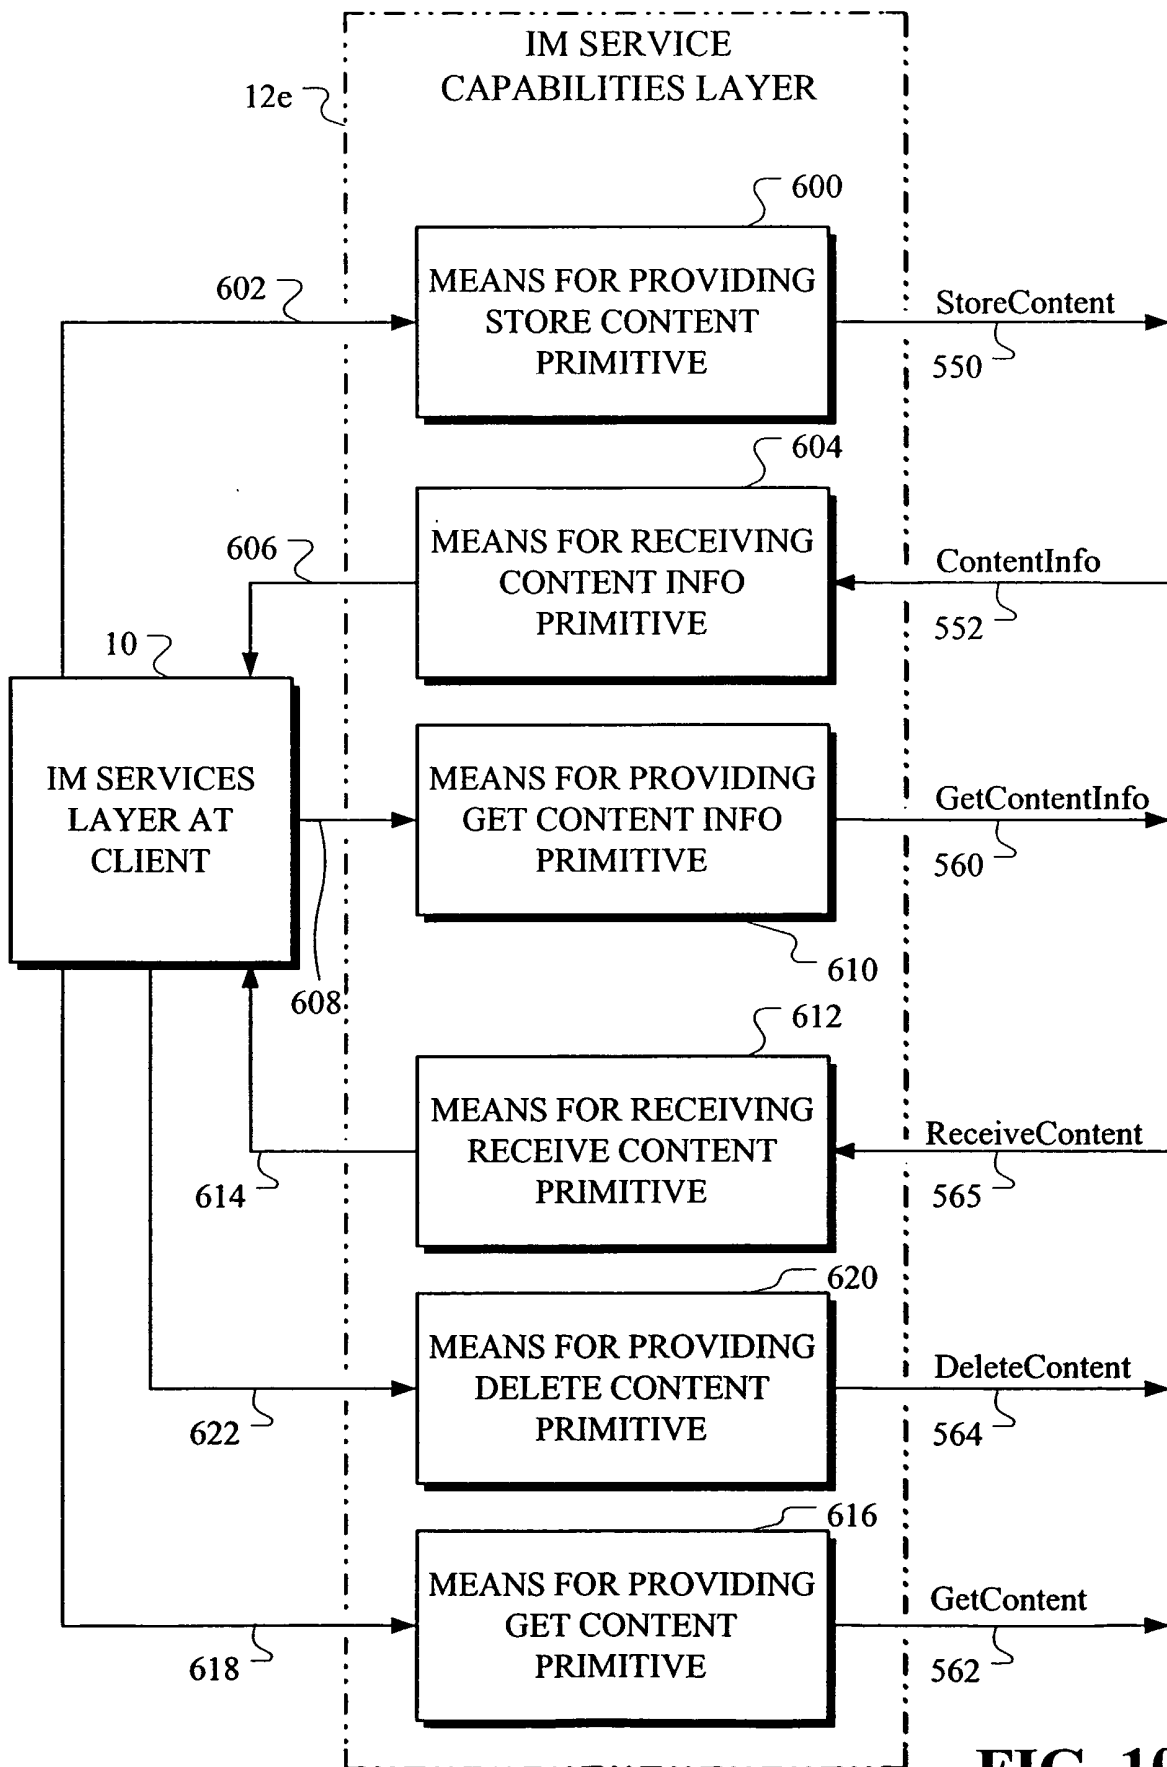 IM SERVICE
CAPABILITIES LAYER
12e
600
MEANS FOR PROVIDING
STORE CONTENT
PRIMITIVE
602
StoreContent
550
604
MEANS FOR RECEIVING
CONTENT INFO
PRIMITIVE
606
ContentInfo
552
10
IM SERVICES
LAYER AT
CLIENT
MEANS FOR PROVIDING
GET CONTENT INFO
PRIMITIVE
GetContentInfo
560
610
608
612
MEANS FOR RECEIVING
RECEIVE CONTENT
PRIMITIVE
ReceiveContent
565
614
620
MEANS FOR PROVIDING
DELETE CONTENT
PRIMITIVE
DeleteContent
564
622
616
MEANS FOR PROVIDING
GET CONTENT
PRIMITIVE
GetContent
562
618
FIG.